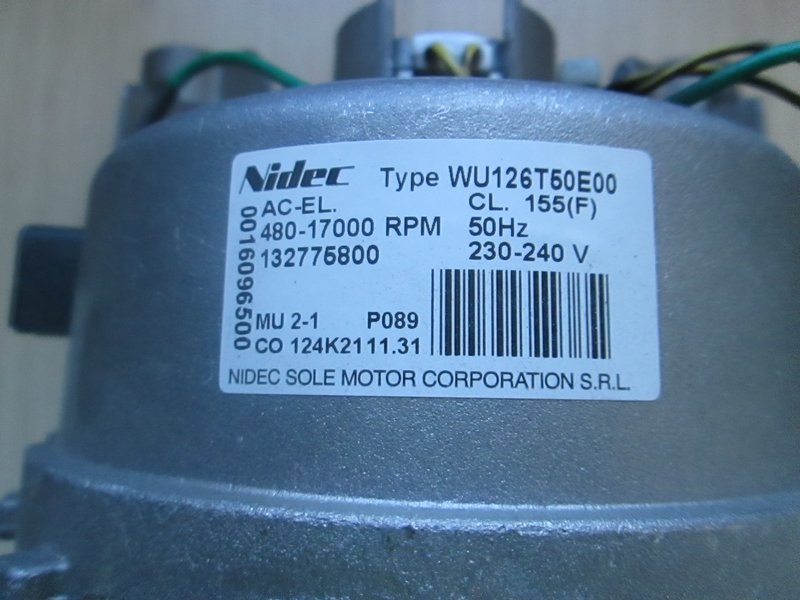 Nidec Type WU126T50E00
AC-EL. CL. 155(F)
480-17000 RPM 50Hz
132775800 230-240 V
0016096500
MU 2-1 P089
CO 124K2111.31
NIDEC SOLE MOTOR CORPORATION S.R.L.